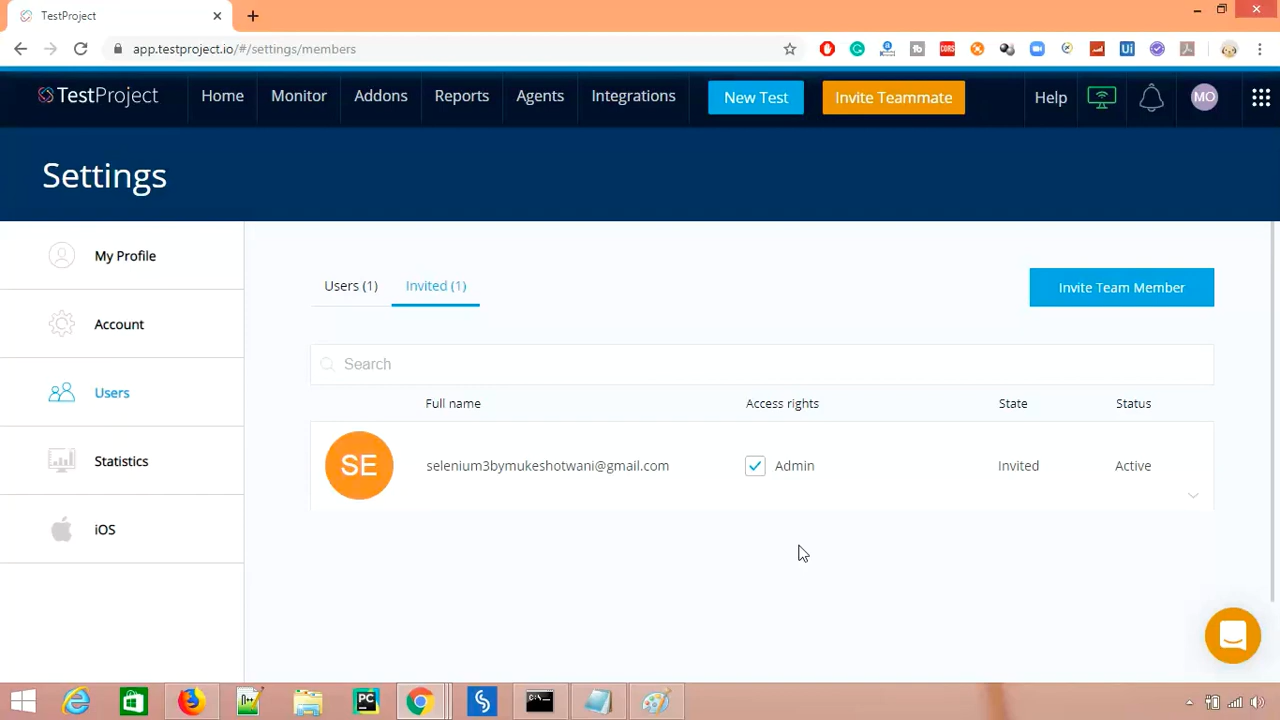 TestProject
app.testproject.io/#/settings/members
TestProject
Home
Monitor
Addons
Reports
Agents
Integrations
New Test
Invite Teammate
Help
MO
Settings
My Profile
Account
Users
Statistics
iOS
Users (1)
Invited (1)
Invite Team Member
Search
Full name
Access rights
State
Status
SE
selenium3bymukeshotwani@gmail.com
Admin
Invited
Active